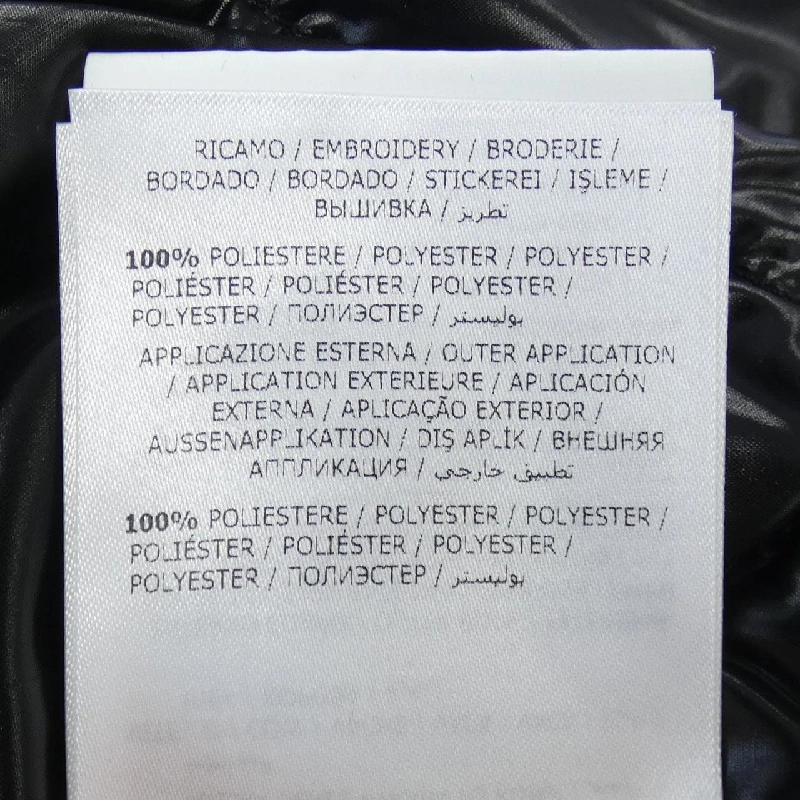 RICAMO / EMBROIDERY / BRODERIE /
BORDADO / BORDADO / STICKEREI / IŞLEME /
ВЫШИВКА / تطريز
100% POLIESTERE / POLYESTER / POLYESTER /
POLIÉSTER / POLIÉSTER / POLYESTER /
POLYESTER / ПОЛИЭСТЕР / بوليستر
APPLICAZIONE ESTERNA / OUTER APPLICATION
/ APPLICATION EXTERIEURE / APLICACIÓN
EXTERNA / APLICAÇÃO EXTERIOR /
AUSSENAPPLIKATION / DIŞ APLİK / ВНЕШНЯЯ
АППЛИКАЦИЯ / تطبيق خارجي
100% POLIESTERE / POLYESTER / POLYESTER /
POLIÉSTER / POLIÉSTER / POLYESTER /
POLYESTER / ПОЛИЭСТЕР / بوليستر